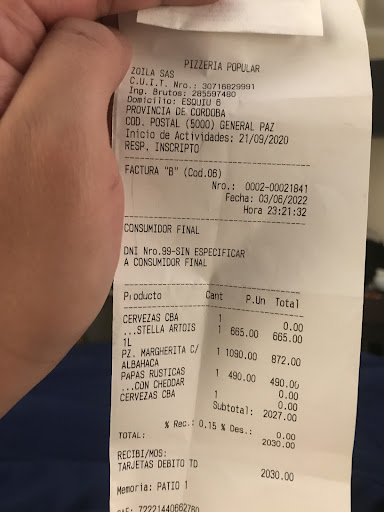 PIZZERIA POPULAR
ZOILA SAS
C.U.I.T. Nro.: 30716829991
Ing. Brutos: 285597480
Domicilio: ESQUIU 6
PROVINCIA DE CORDOBA
COD. POSTAL (5000) GENERAL PAZ
Inicio de Actividades: 21/09/2020
RESP. INSCRIPTO
FACTURA "B" (Cod.06)
Nro.: 0002-00021841
Fecha: 03/06/2022
Hora 23:21:32
CONSUMIDOR FINAL
DNI Nro.99-SIN ESPECIFICAR
A CONSUMIDOR FINAL
Producto Cant P.Un Total
CERVEZAS CBA 1 0.00
...STELLA ARTOIS 1 665.00 665.00
1L
PZ. MARGHERITA C/ 1 1090.00 872.00
ALBAHACA
PAPAS RUSTICAS 1 490.00 490.00
...CON CHEDDAR 0.00
CERVEZAS CBA 1 0.00
Subtotal: 2027.00
% Rec.: 0.15 % Des.: 0.00
TOTAL: 2030.00
RECIBI/MOS:
TARJETAS DEBITO TD 2030.00
Memoria: PATIO 1